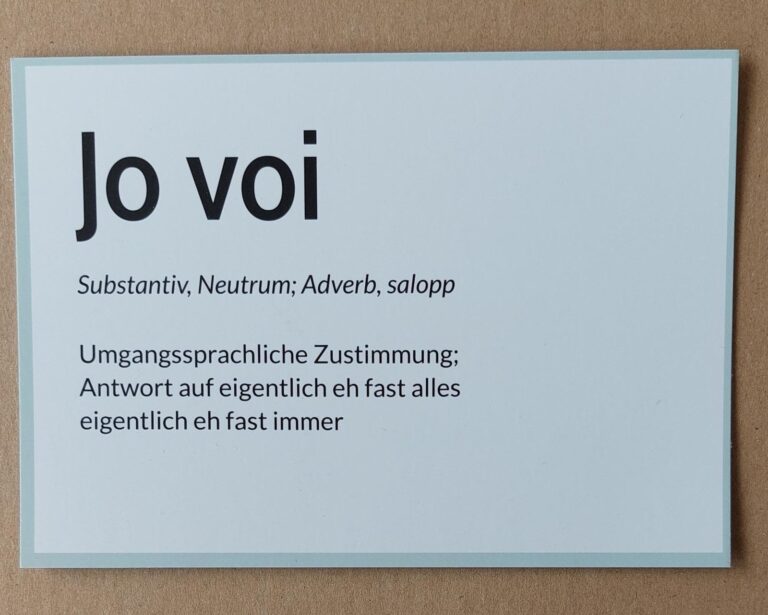 Jo voi
Substantiv, Neutrum; Adverb, salopp
Umgangssprachliche Zustimmung;
Antwort auf eigentlich eh fast alles
eigentlich eh fast immer